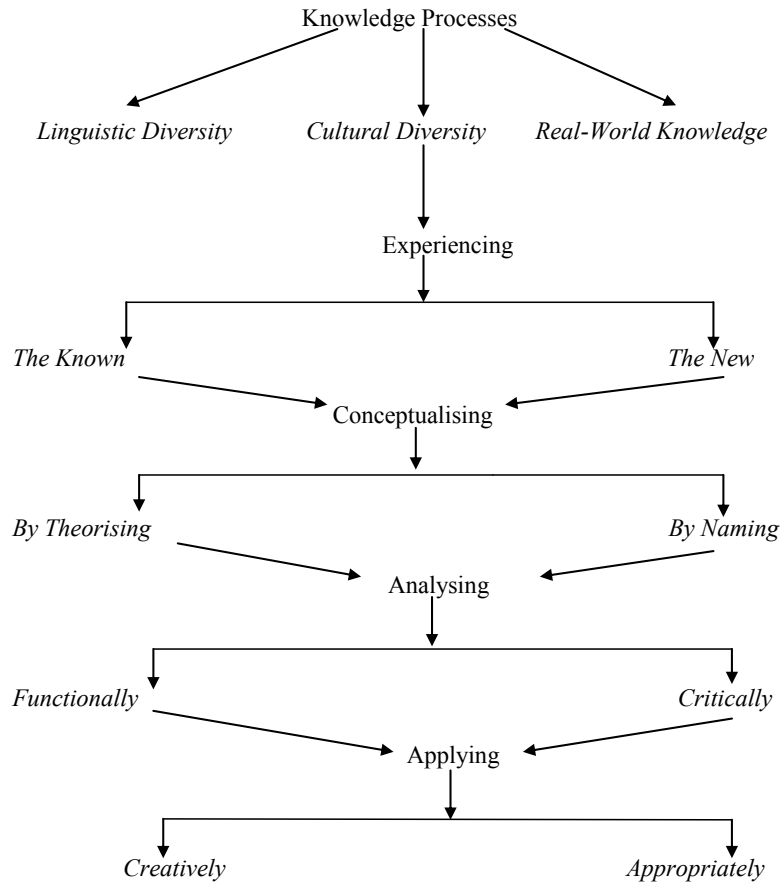 Knowledge Processes
Linguistic Diversity
Cultural Diversity
Real-World Knowledge
Experiencing
The Known
The New
Conceptualising
By Theorising
By Naming
Analysing
Functionally
Critically
Applying
Creatively
Appropriately